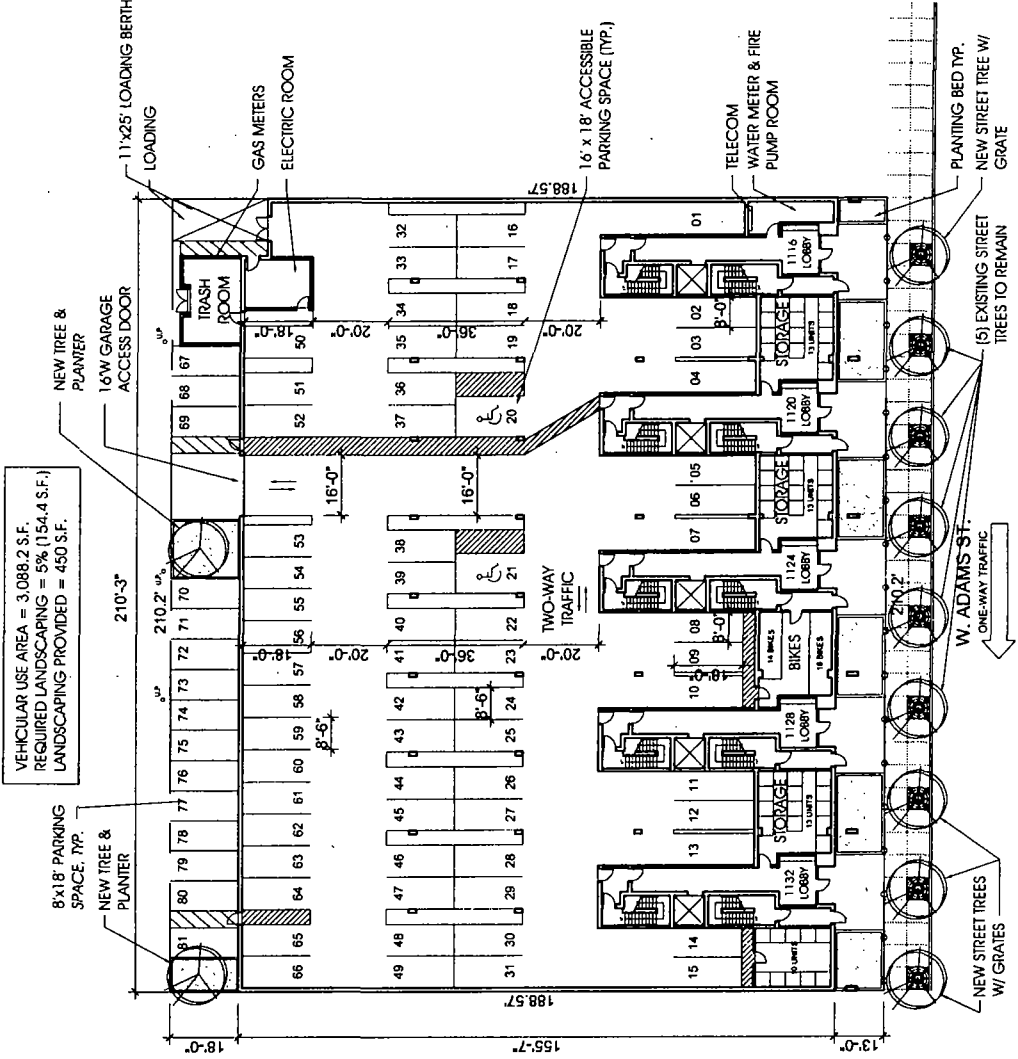 VEHICULAR USE AREA = 3,088.2 S.F.
REQUIRED LANDSCAPING = 5% (154.4 S.F.)
LANDSCAPING PROVIDED = 450 S.F.
8'x18' PARKING
SPACE, TYP.
NEW TREE &
PLANTER
NEW TREE &
PLANTER
16'W GARAGE
ACCESS DOOR
11'x25' LOADING BERTH
LOADING
GAS METERS
ELECTRIC ROOM
16' x 18' ACCESSIBLE
PARKING SPACE (TYP.)
TELECOM
WATER METER & FIRE
PUMP ROOM
PLANTING BED TYP.
NEW STREET TREE W/
GRATE
(5) EXISTING STREET
TREES TO REMAIN
NEW STREET TREES
W/ GRATES
210'-3"
210.2'
U.P.
U.P.
U.P.
81 80 79 78 77 76 75 74 73 72 71 70 69 68 67
TRASH
ROOM
66 65 64 63 62 61 60 59 58 57 56 55 54 53 52 51 50
8'-6"
18'-0"
16'-0"
18'-0"
20'-0"
20'-0"
49 48 47 46 45 44 43 42 41 40 39 38 37 36 35 34 33 32
8'-6"
36'-0"
16'-0"
36'-0"
31 30 29 28 27 26 25 24 23 22 21 20 19 18 17 16
20'-0"
TWO-WAY
TRAFFIC
20'-0"
15 14 13 12 11 10 09 08 07 06 05 04 03 02 01
18'-0"
8'-0"
8'-0"
10 UNITS
1132
LOBBY
STORAGE
13 UNITS
1128
LOBBY
14 BIKES
BIKES
18 BIKES
1124
LOBBY
STORAGE
13 UNITS
1120
LOBBY
STORAGE
13 UNITS
1116
LOBBY
188.57'
188.57'
18'-0"
155'-7"
13'-0"
210.2'
W. ADAMS ST.
ONE-WAY TRAFFIC